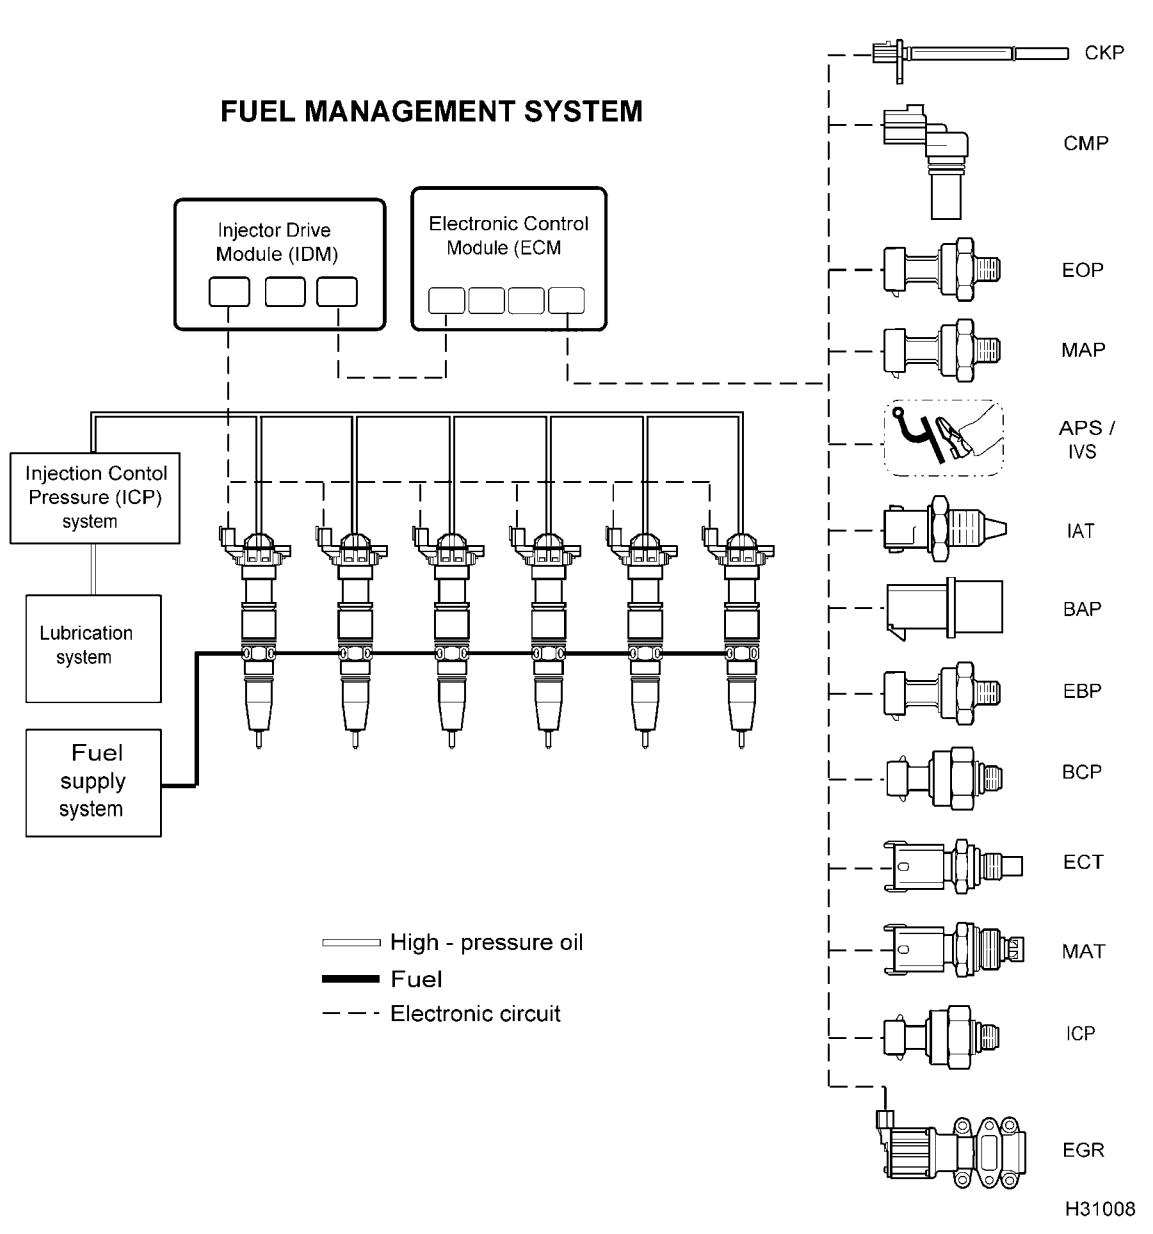 FUEL MANAGEMENT SYSTEM
Injector Drive
Module (IDM)
Electronic Control
Module (ECM
Injection Contol
Pressure (ICP)
system
Lubrication
system
Fuel
supply
system
High - pressure oil
Fuel
Electronic circuit
CKP
CMP
EOP
MAP
APS /
IVS
IAT
BAP
EBP
BCP
ECT
MAT
ICP
EGR
H31008